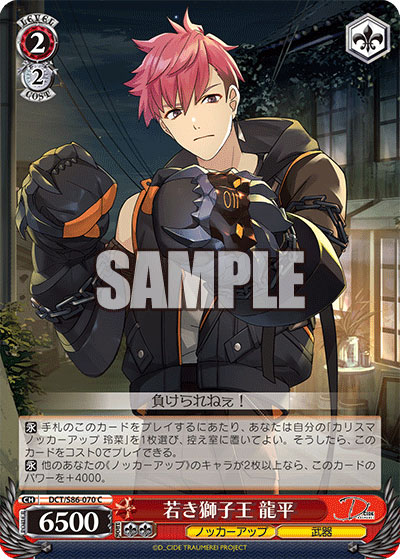 LEVEL
2
2
COST
011
SAMPLE
負けられねぇ！
永 手札のこのカードをプレイするにあたり、あなたは自分の「カリスマ
ノッカーアップ 玲菜」を1枚選び、控え室に置いてよい。そうしたら、この
カードをコスト0でプレイできる。
永 他のあなたの《ノッカーアップ》のキャラが2枚以上なら、このカードの
パワーを+4000。
CH DCT/S86-070 C
POWER
6500
若き獅子王 龍平
ノッカーアップ
武器
©D_CIDE TRAUMEREI PROJECT